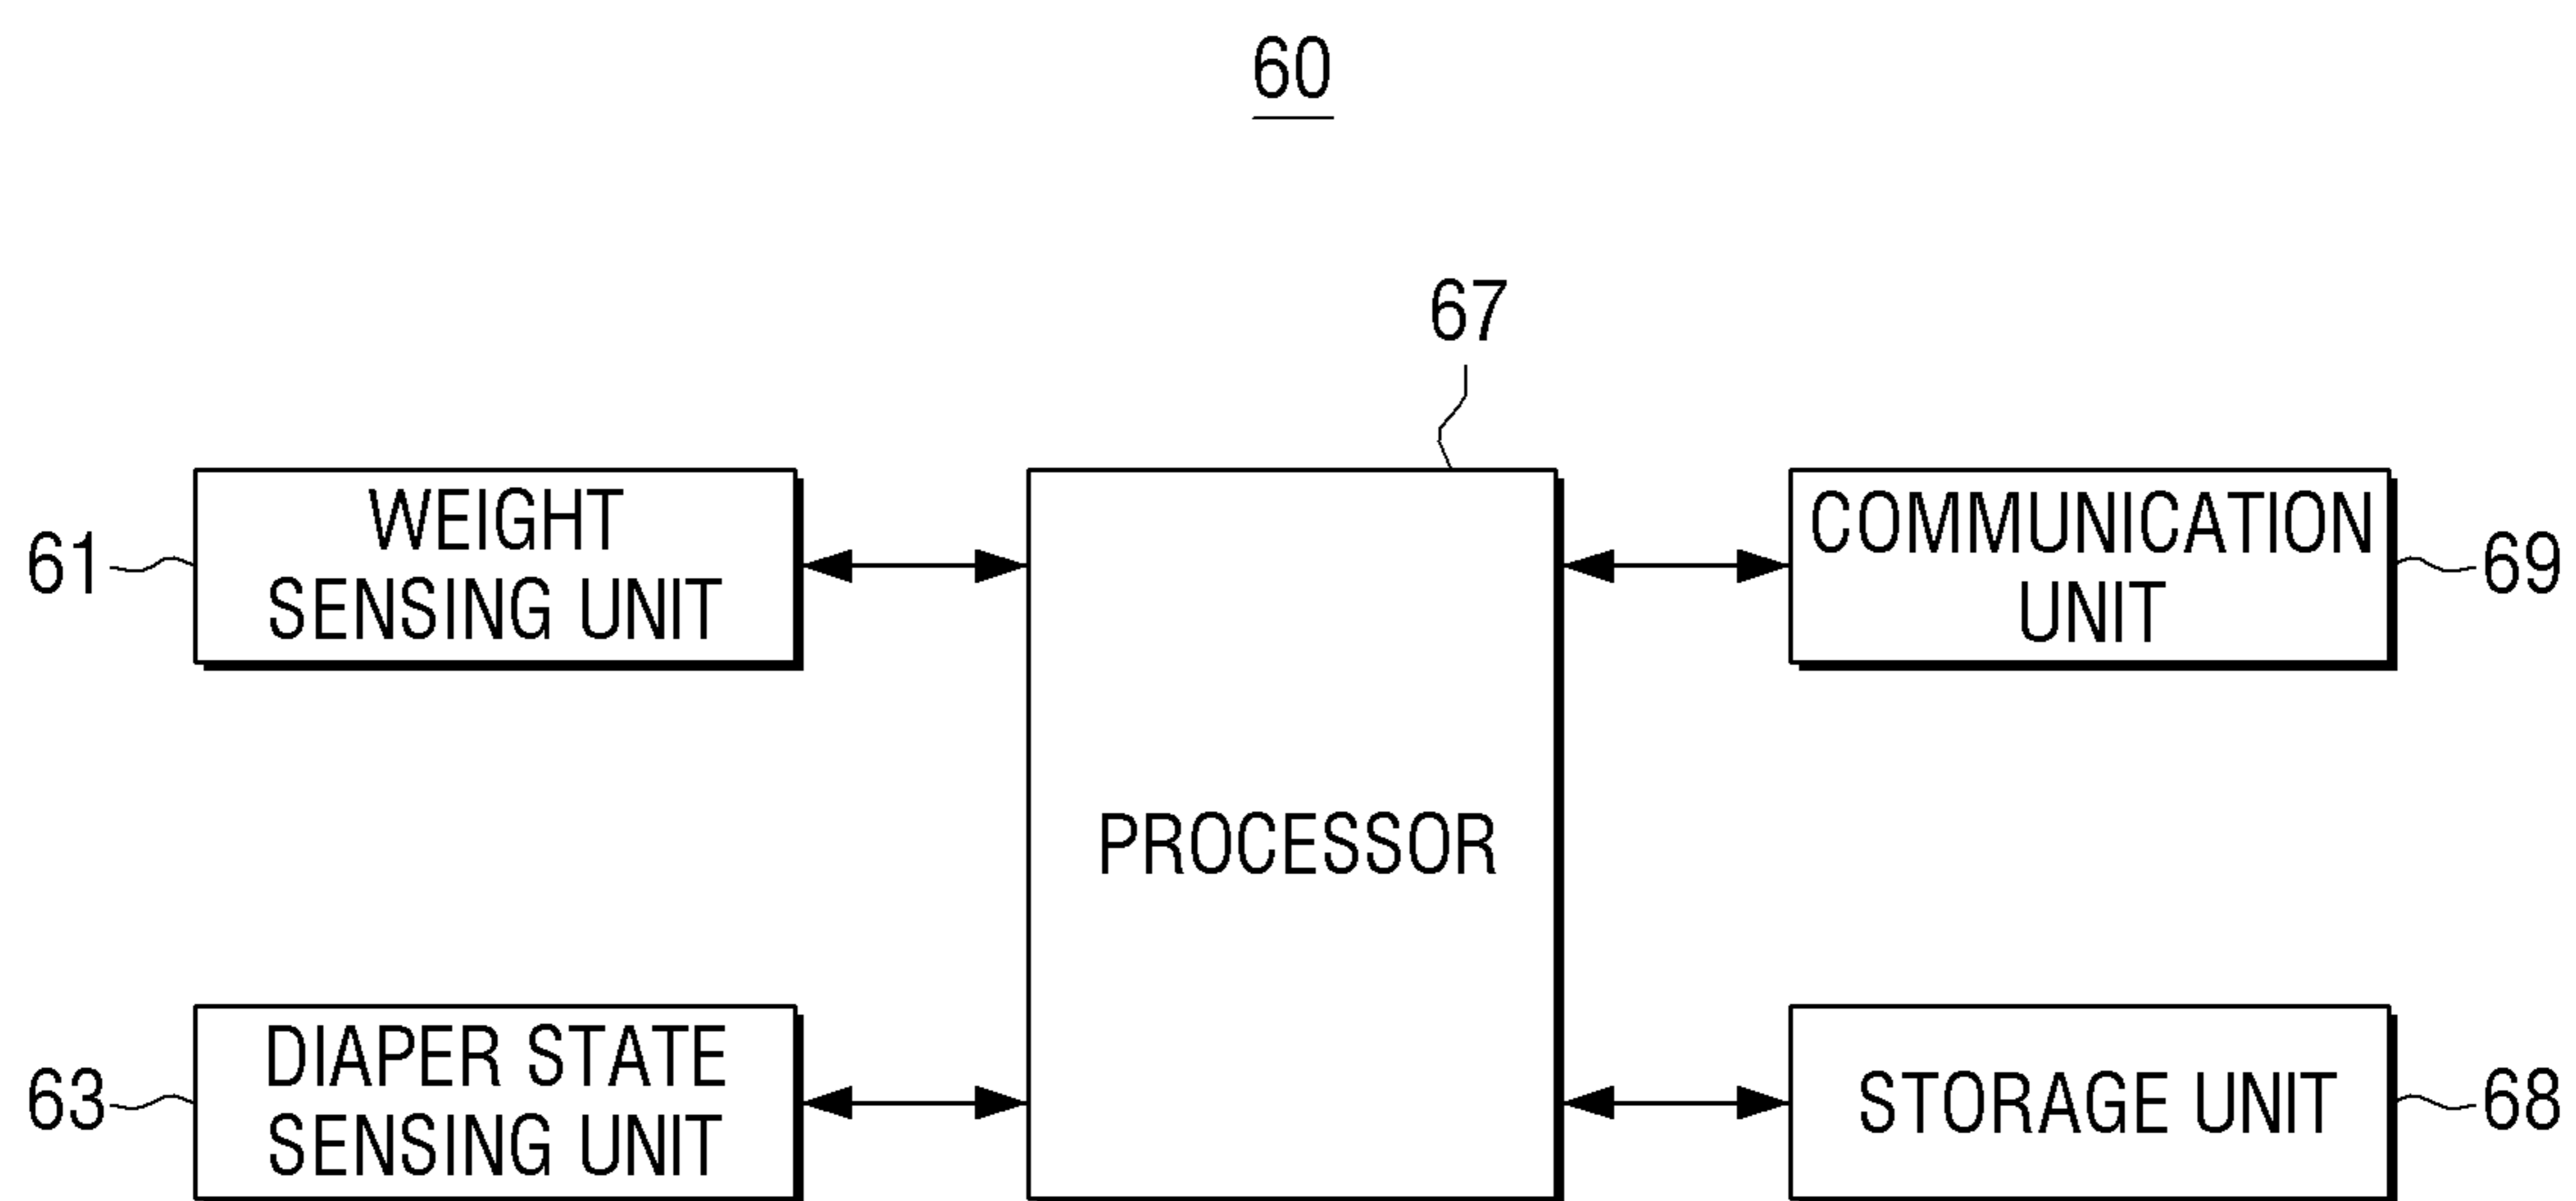 60
67
61
WEIGHT
SENSING UNIT
PROCESSOR
COMMUNICATION
UNIT
69
63
DIAPER STATE
SENSING UNIT
STORAGE UNIT
68